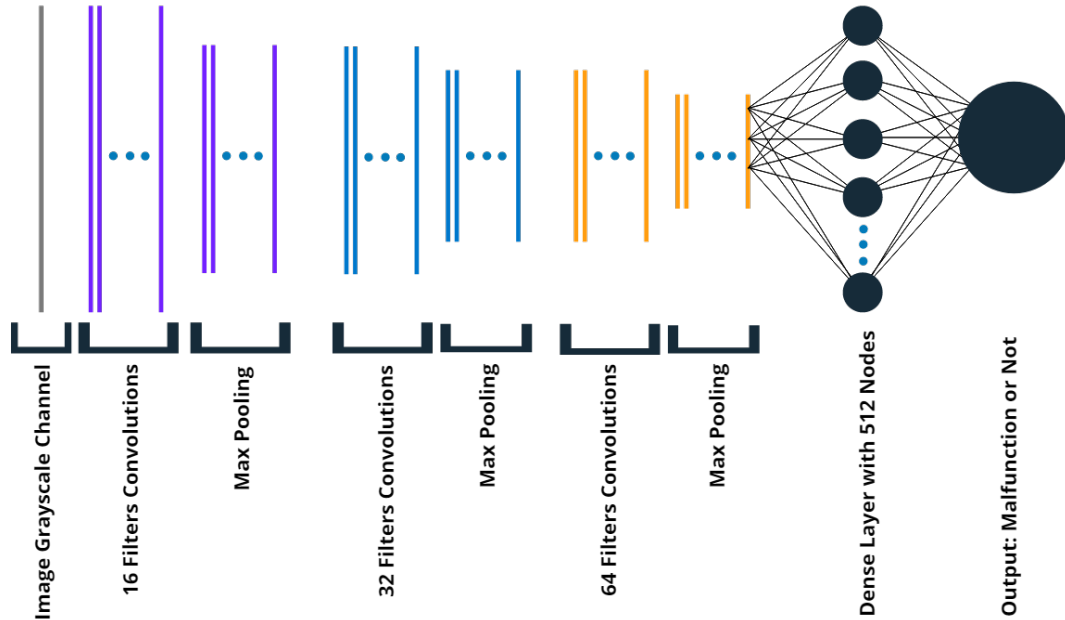 Image Grayscale Channel
16 Filters Convolutions
Max Pooling
32 Filters Convolutions
Max Pooling
64 Filters Convolutions
Max Pooling
Dense Layer with 512 Nodes
Output: Malfunction or Not